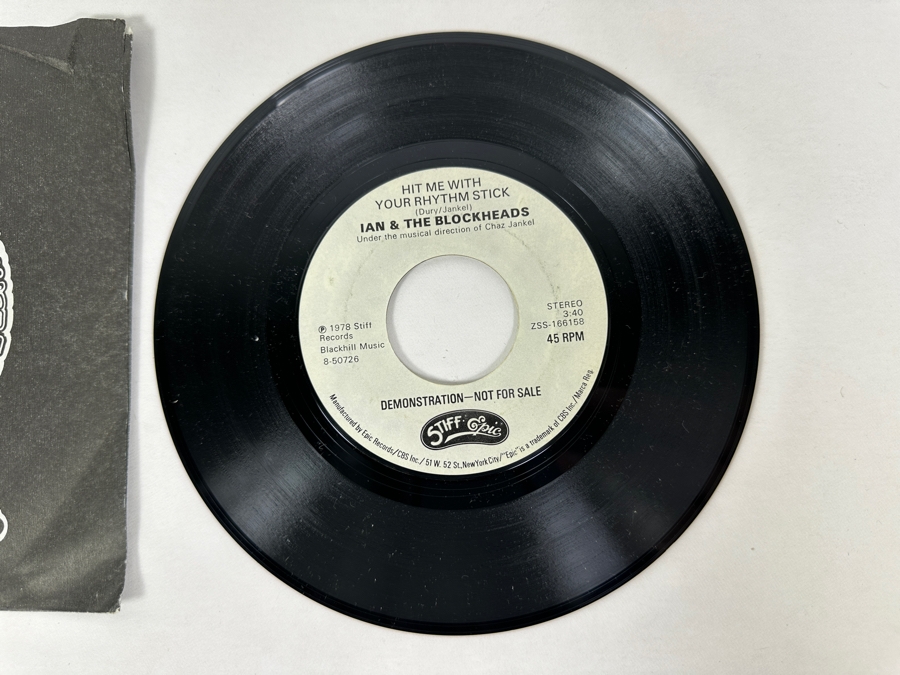 HIT ME WITH
YOUR RHYTHM STICK
(Dury/Jankel)
IAN & THE BLOCKHEADS
Under the musical direction of Chaz Jankel
℗ 1978 Stiff
Records
Blackhill Music
8-50726
STEREO
3:40
ZSS-166158
45 RPM
DEMONSTRATION—NOT FOR SALE
STIFF Epic
Manufactured by Epic Records/CBS Inc./51 W. 52 St., New York City/"Epic" is a trademark of CBS Inc./Marca Reg.